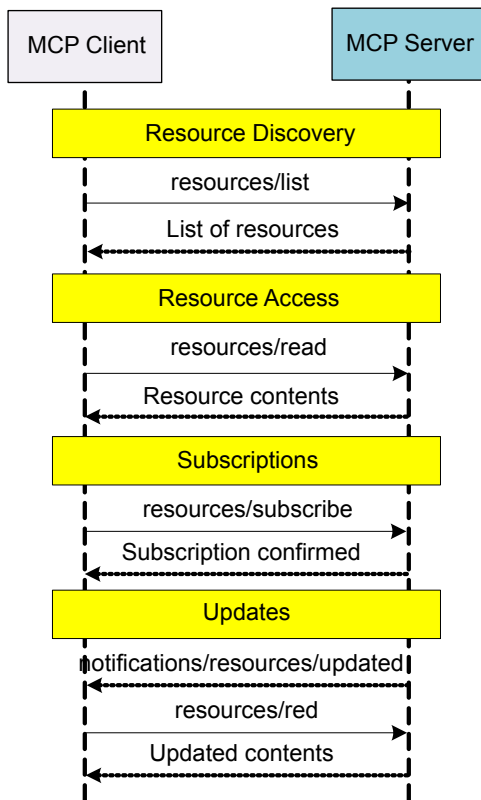 MCP Client
MCP Server
Resource Discovery
resources/list
List of resources
Resource Access
resources/read
Resource contents
Subscriptions
resources/subscribe
Subscription confirmed
Updates
notifications/resources/updated
resources/red
Updated contents